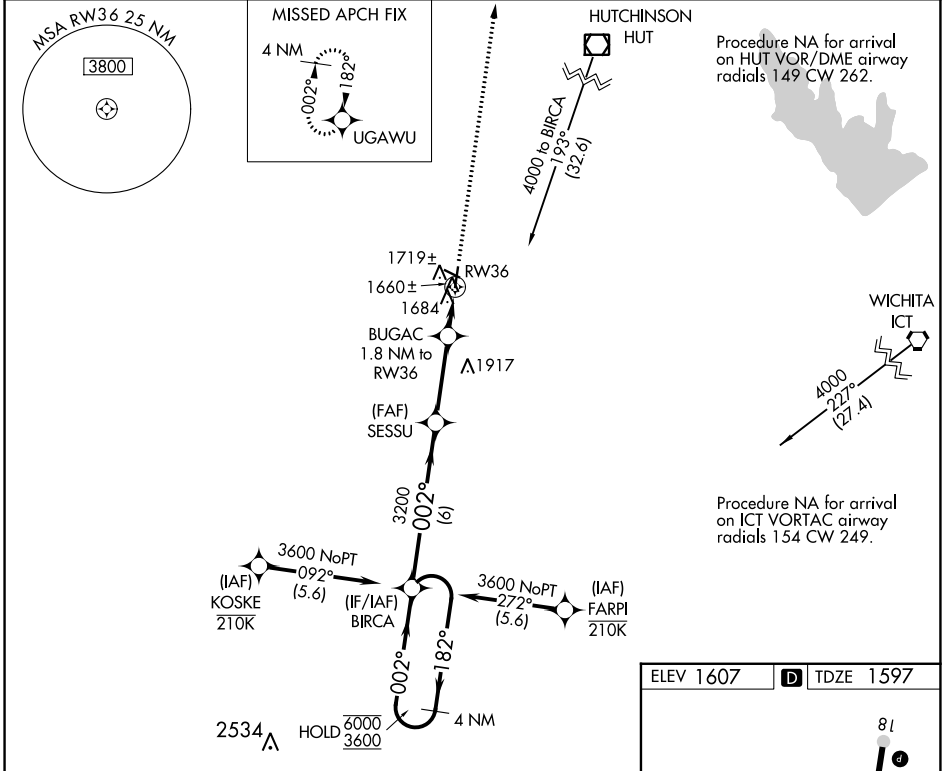 MSA RW36 25 NM
3800
MISSED APCH FIX
4 NM
002°
182°
UGAWU
HUTCHINSON
HUT
Procedure NA for arrival
on HUT VOR/DME airway
radials 149 CW 262.
4000 to BIRCA
193°
(32.6)
1719±
RW36
1660±
1684
BUGAC
1.8 NM to
RW36
1917
WICHITA
ICT
4000
227°
(27.4)
(FAF)
SESSU
3200
002°
(6)
Procedure NA for arrival
on ICT VORTAC airway
radials 154 CW 249.
3600 NoPT
092°
(5.6)
(IAF)
KOSKE
210K
(IF/IAF)
BIRCA
3600 NoPT
272°
(5.6)
(IAF)
FARPI
210K
002°
182°
4 NM
2534
HOLD
6000
3600
ELEV 1607
D
TDZE 1597
18
P